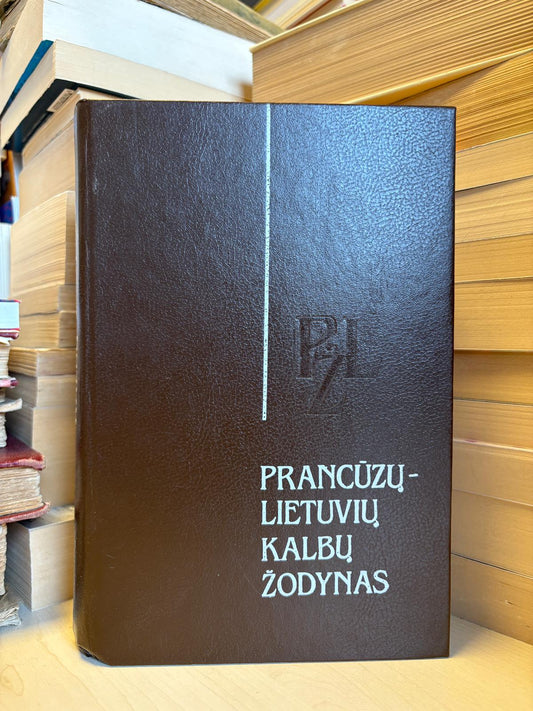 P&L
Ž
PRANCŪZŲ-
LIETUVIŲ
KALBŲ
ŽODYNAS